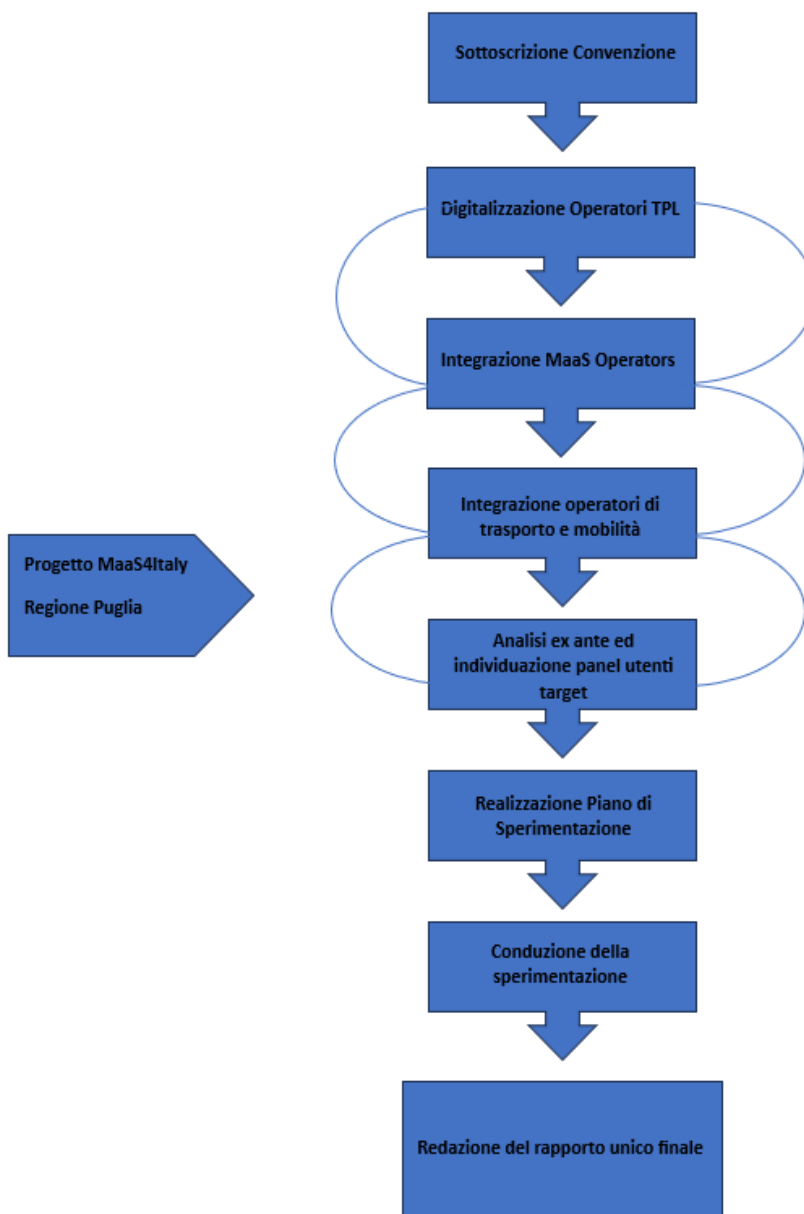 Sottoscrizione Convenzione
Digitalizzazione Operatori TPL
Integrazione MaaS Operators
Integrazione operatori di
trasporto e mobilità
Progetto MaaS4Italy
Regione Puglia
Analisi ex ante ed
individuazione panel utenti
target
Realizzazione Piano di
Sperimentazione
Conduzione della
sperimentazione
Redazione del rapporto unico finale